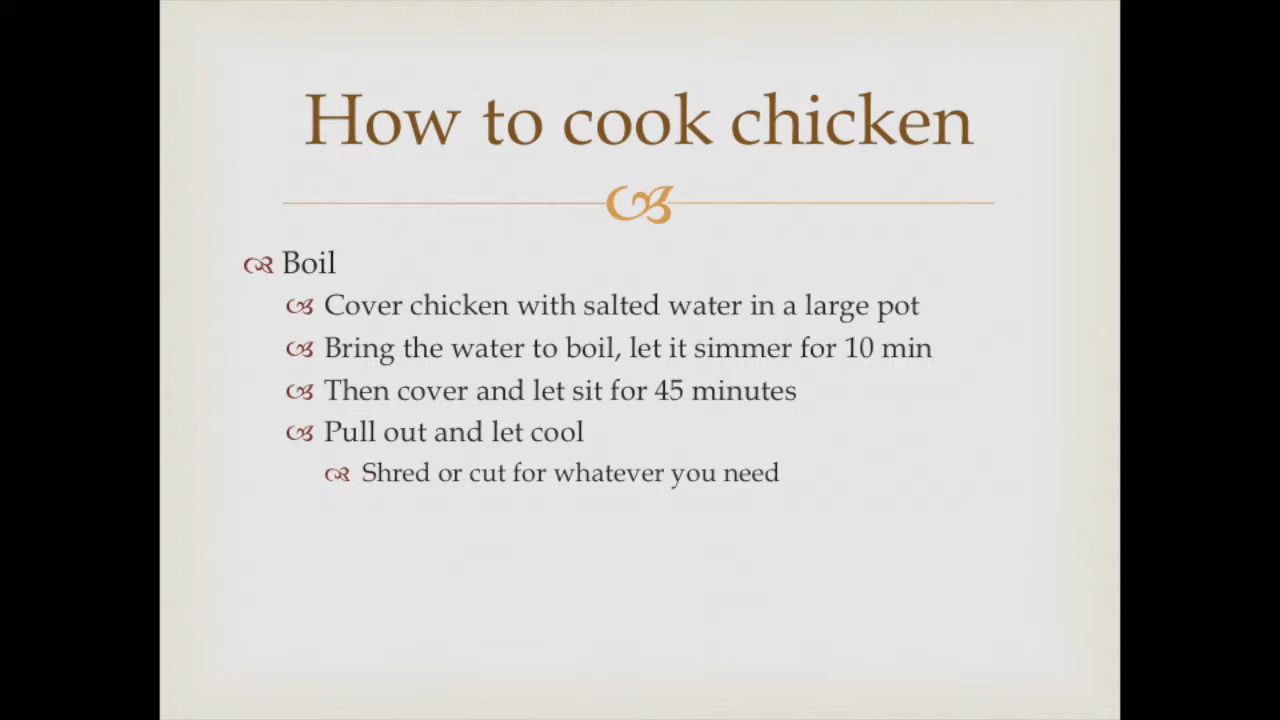 How to cook chicken
Boil
Cover chicken with salted water in a large pot
Bring the water to boil, let it simmer for 10 min
Then cover and let sit for 45 minutes
Pull out and let cool
Shred or cut for whatever you need